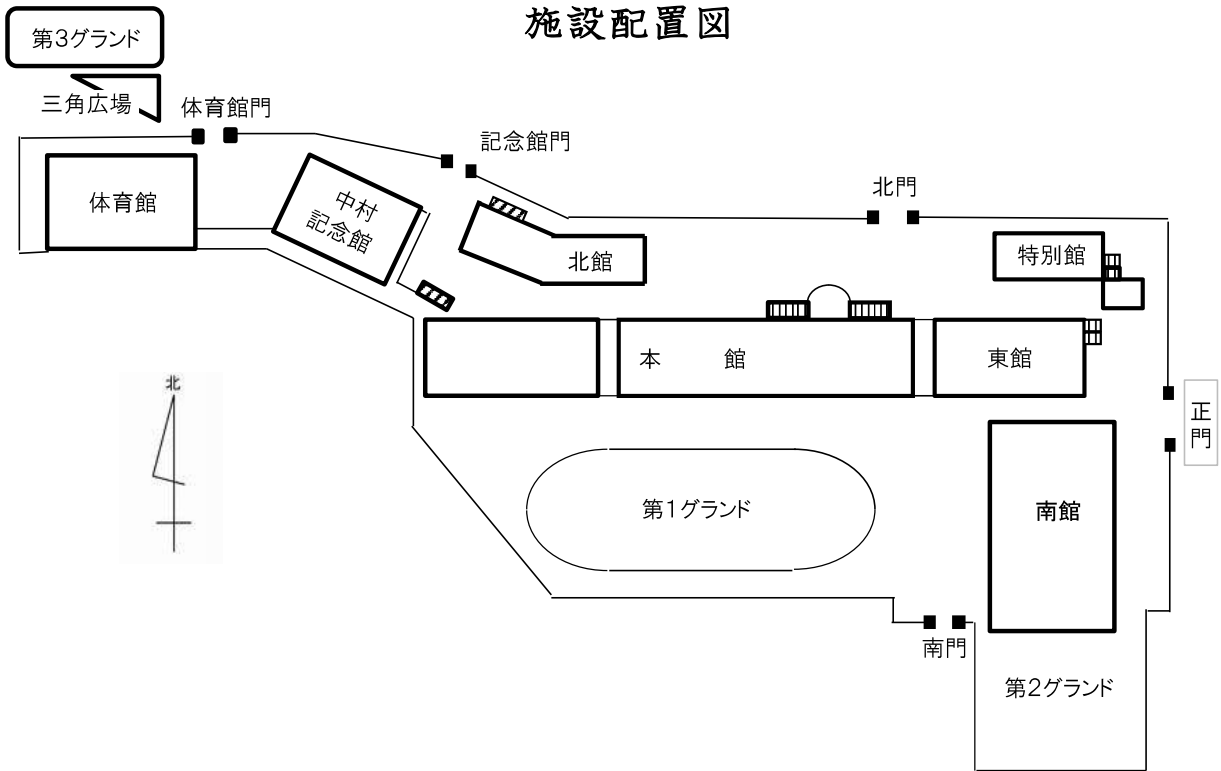 施設配置図
第3グランド
三角広場
体育館門
記念館門
北門
体育館
中村
記念館
北館
特別館
本 館
東館
北
正
門
第1グランド
南館
南門
第2グランド